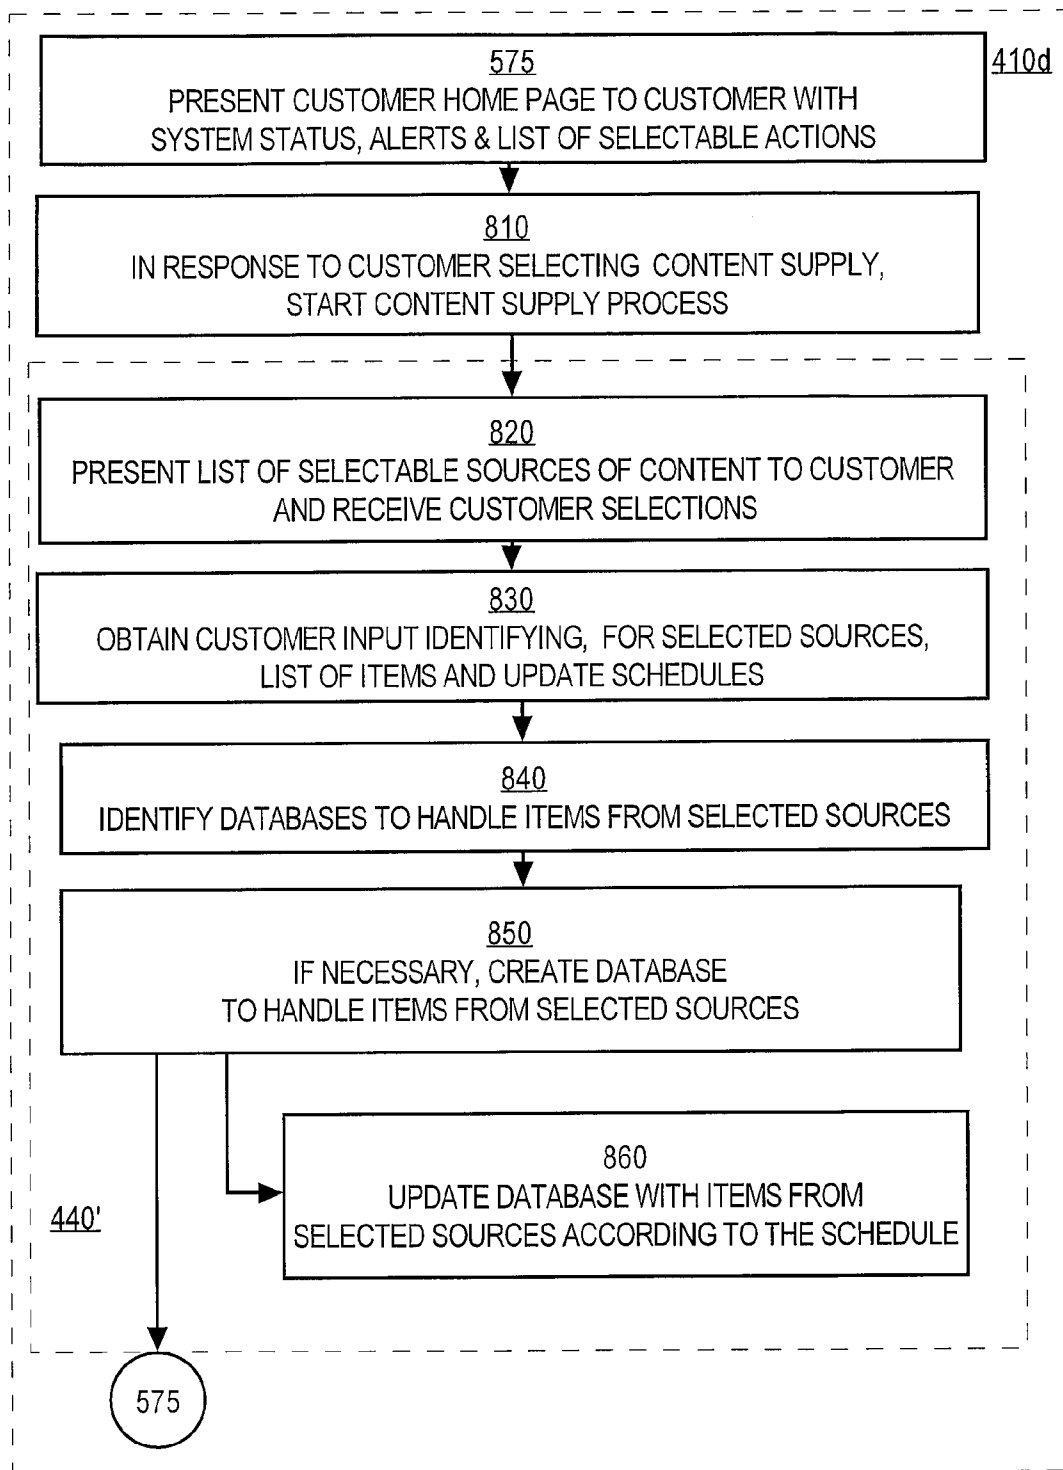 575
410d
PRESENT CUSTOMER HOME PAGE TO CUSTOMER WITH
SYSTEM STATUS, ALERTS & LIST OF SELECTABLE ACTIONS
810
IN RESPONSE TO CUSTOMER SELECTING CONTENT SUPPLY,
START CONTENT SUPPLY PROCESS
820
PRESENT LIST OF SELECTABLE SOURCES OF CONTENT TO CUSTOMER
AND RECEIVE CUSTOMER SELECTIONS
830
OBTAIN CUSTOMER INPUT IDENTIFYING, FOR SELECTED SOURCES,
LIST OF ITEMS AND UPDATE SCHEDULES
840
IDENTIFY DATABASES TO HANDLE ITEMS FROM SELECTED SOURCES
850
IF NECESSARY, CREATE DATABASE
TO HANDLE ITEMS FROM SELECTED SOURCES
860
UPDATE DATABASE WITH ITEMS FROM
SELECTED SOURCES ACCORDING TO THE SCHEDULE
440'
575